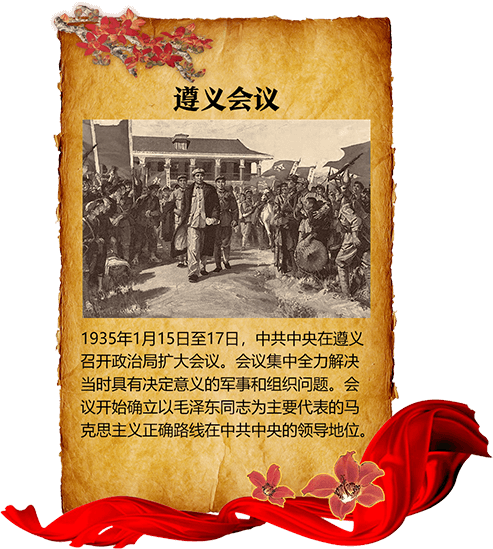 遵义会议
1935年1月15日至17日，中共中央在遵义
召开政治局扩大会议。会议集中全力解决
当时具有决定意义的军事和组织问题。会
议开始确立以毛泽东同志为主要代表的马
克思主义正确路线在中共中央的领导地位。